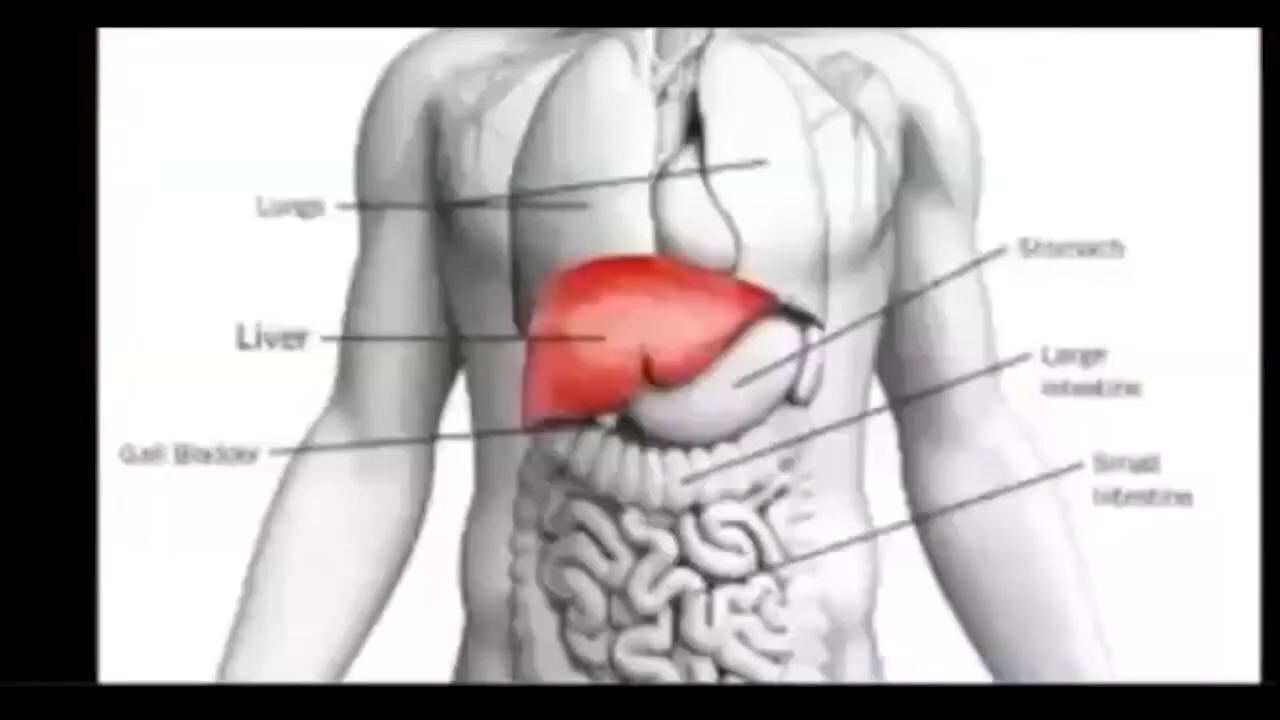 Lungs
Stomach
Liver
Large
Intestine
Gall Bladder
Small
Intestine